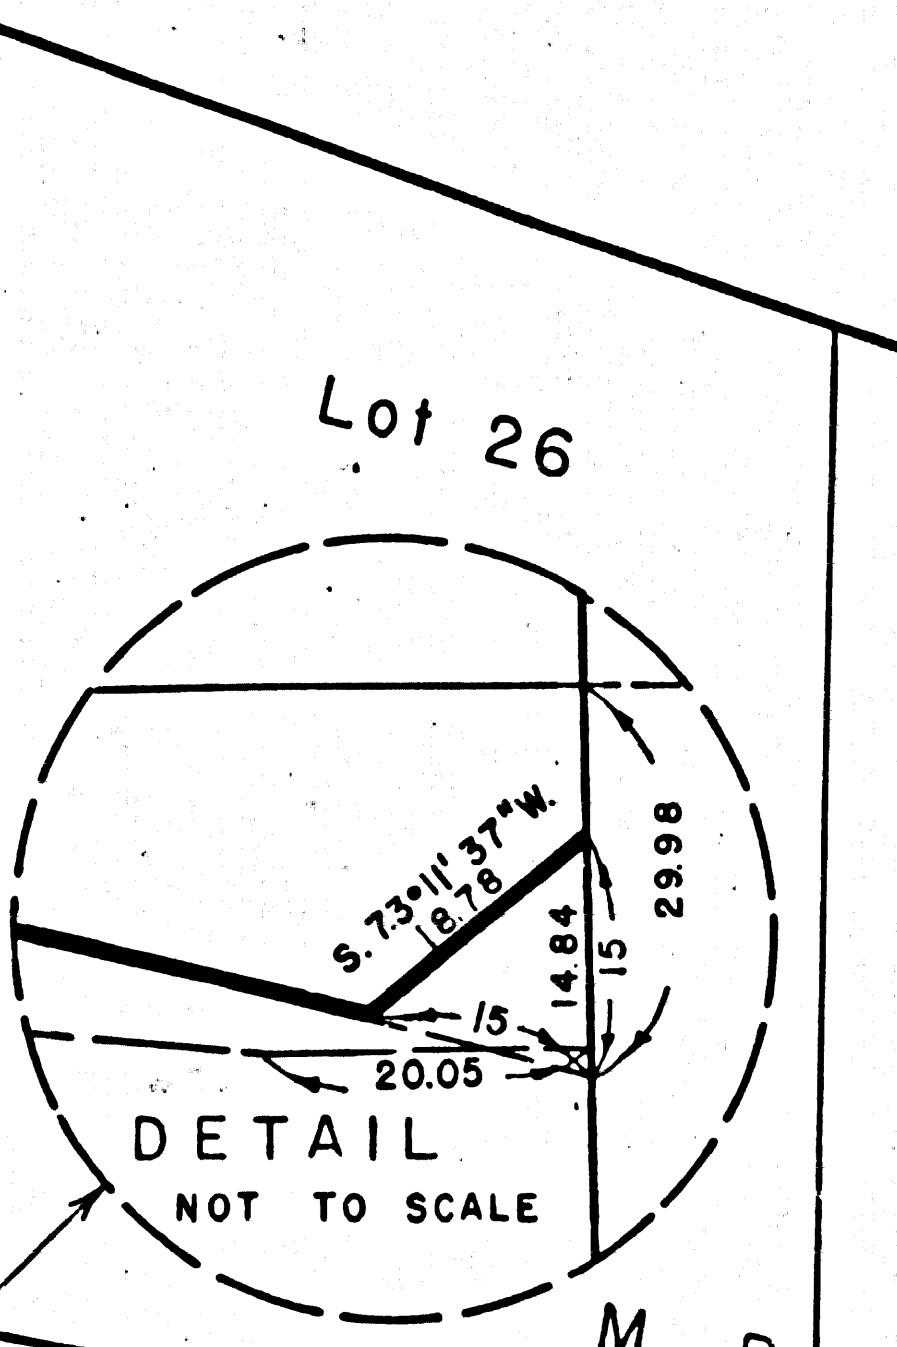 Lot 26
S. 73°11' 37" W.
18.78
29.98
14.84
15
15
20.05
DETAIL
NOT TO SCALE
M